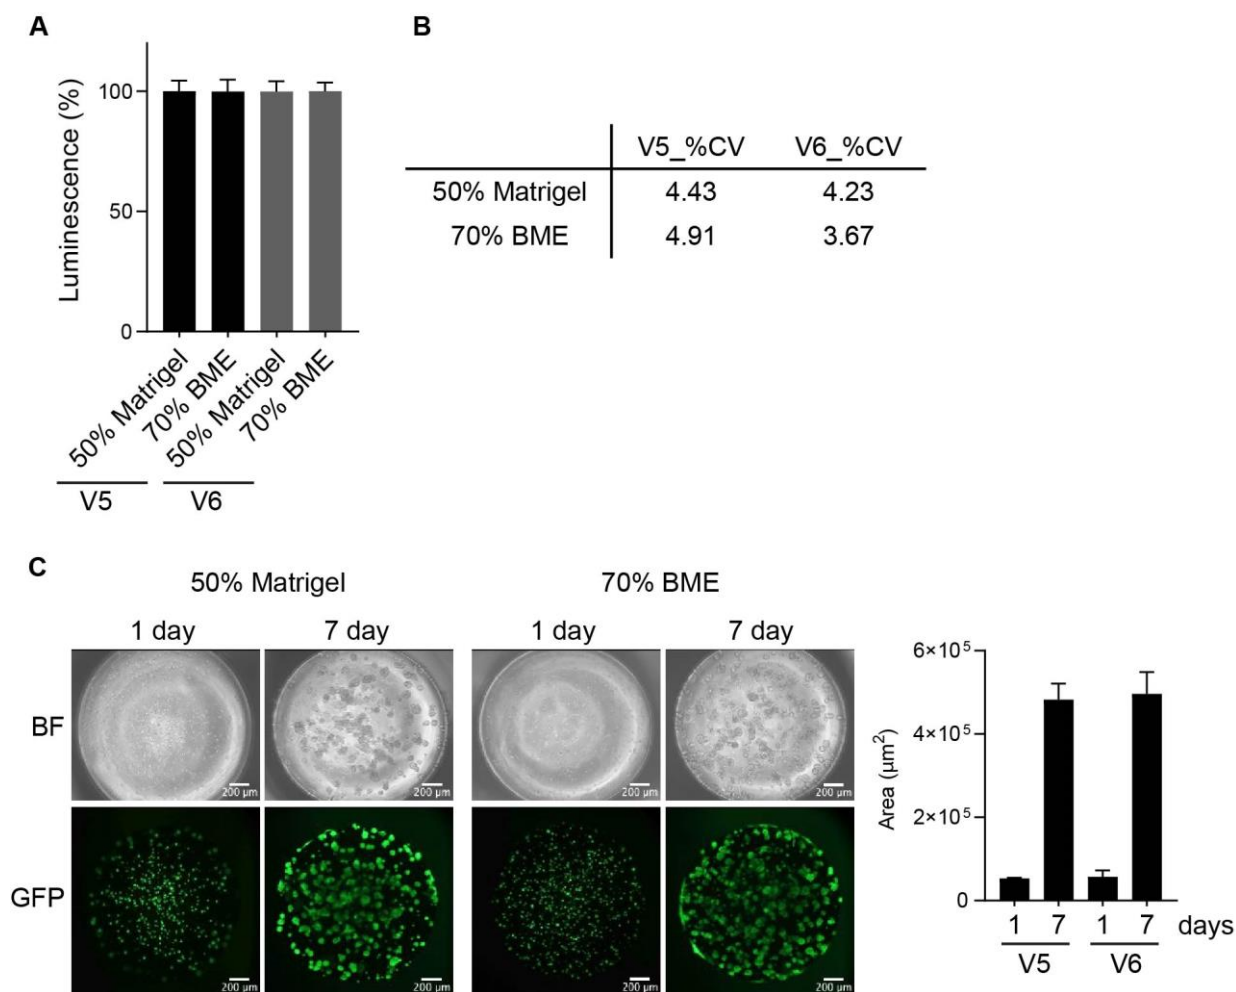 A
Luminescence (%)
100
50
0
50% Matrigel
70% BME
50% Matrigel
70% BME
V5
V6
B
V5_%CV V6_%CV
50% Matrigel 4.43 4.23
70% BME 4.91 3.67
C
50% Matrigel 70% BME
1 day 7 day 1 day 7 day
BF
200 µm 200 µm 200 µm 200 µm
GFP
200 µm 200 µm 200 µm 200 µm
Area (µm²)
6×10⁵
4×10⁵
2×10⁵
0
1 7 1 7 days
V5 V6